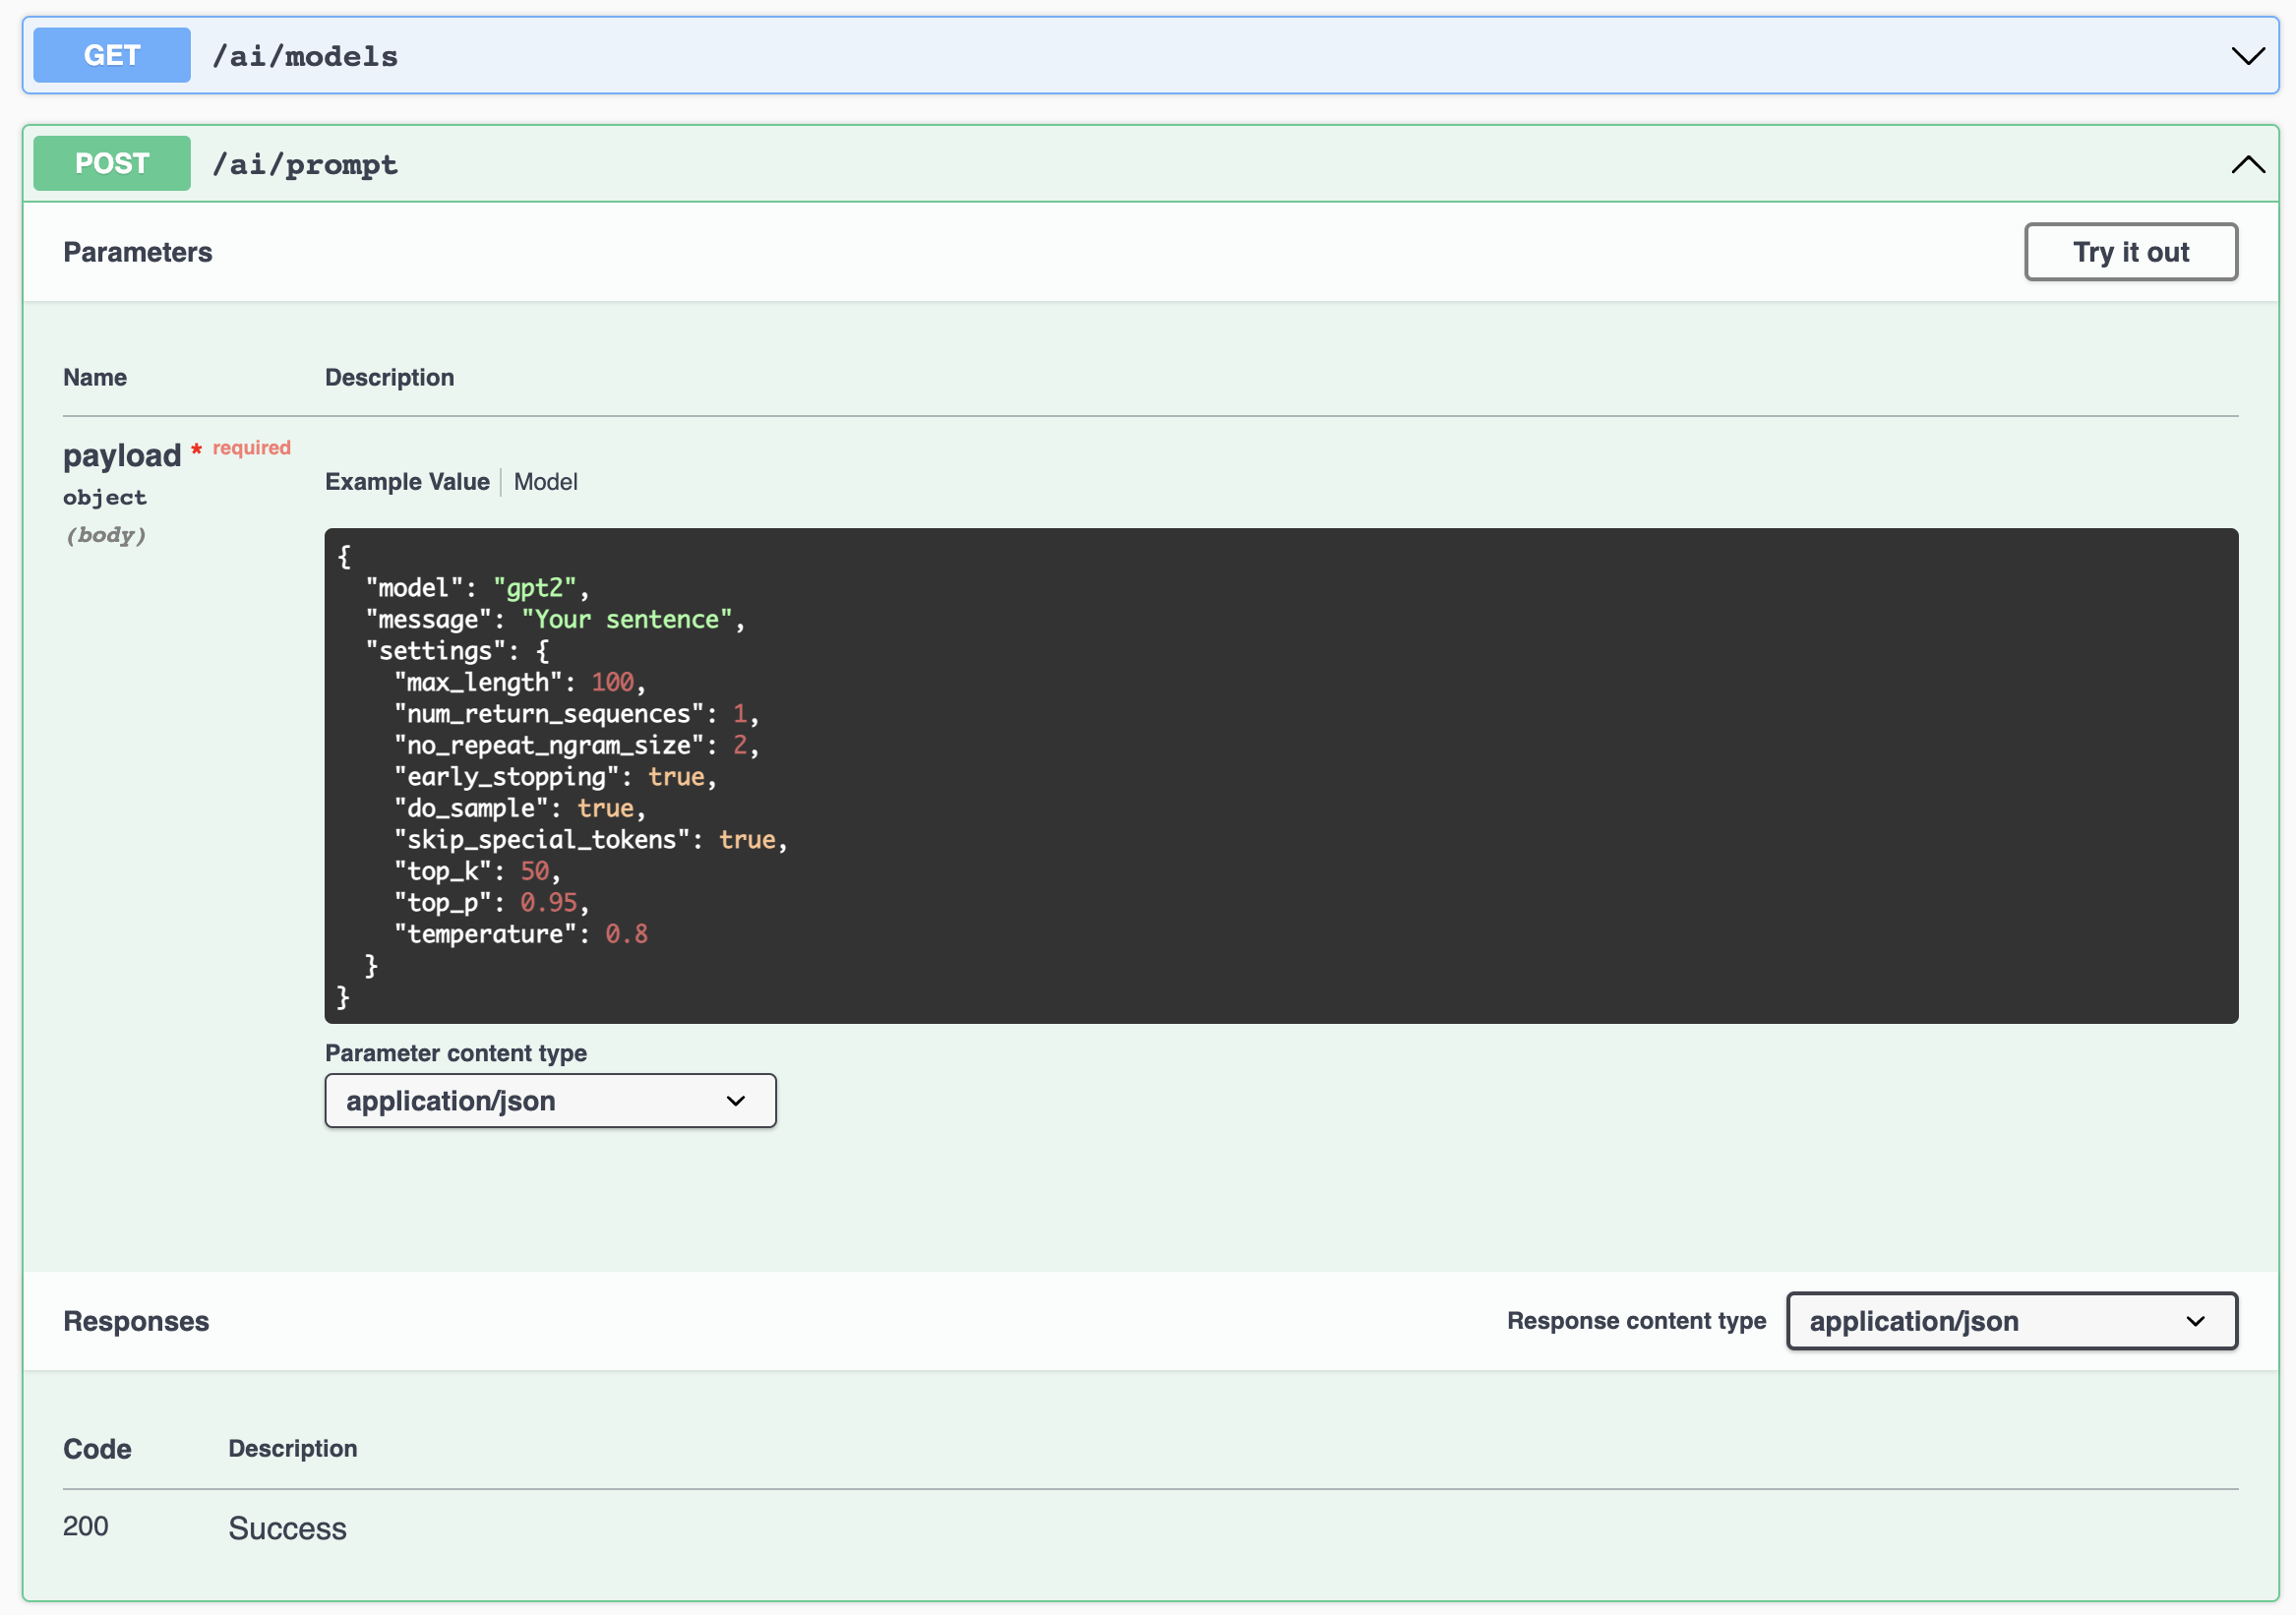 GET /ai/models
POST /ai/prompt
Parameters
Try it out
Name Description
payload * required
object
(body)
Example Value Model
{
  "model": "gpt2",
  "message": "Your sentence",
  "settings": {
    "max_length": 100,
    "num_return_sequences": 1,
    "no_repeat_ngram_size": 2,
    "early_stopping": true,
    "do_sample": true,
    "skip_special_tokens": true,
    "top_k": 50,
    "top_p": 0.95,
    "temperature": 0.8
  }
}
Parameter content type
application/json
Responses
Response content type application/json
Code Description
200 Success